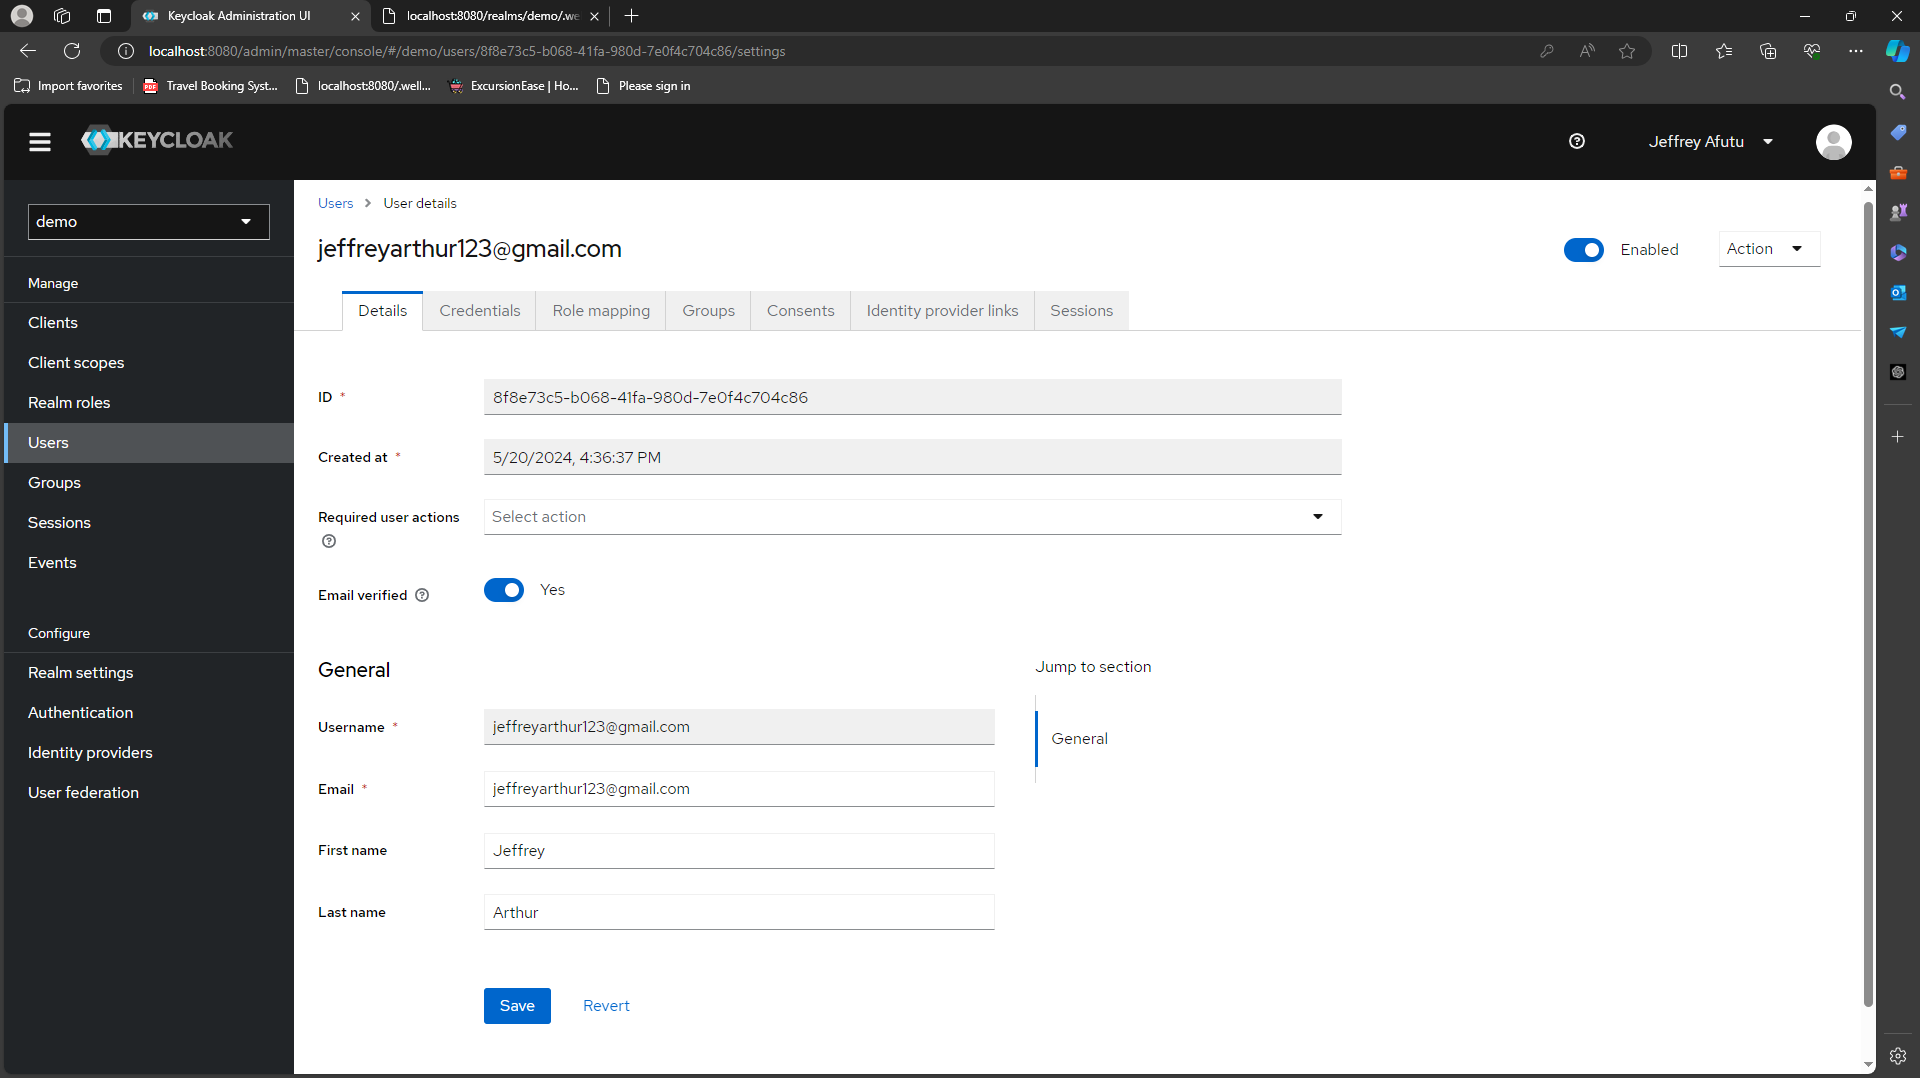 Keycloak Administration UI
localhost:8080/realms/demo/.we
localhost:8080/admin/master/console/#/demo/users/8f8e73c5-b068-41fa-980d-7e0f4c704c86/settings
Import favorites
Travel Booking Syst...
localhost:8080/.well...
ExcursionEase | Ho...
Please sign in
KEYCLOAK
Jeffrey Afutu
demo
Manage
Clients
Client scopes
Realm roles
Users
Groups
Sessions
Events
Configure
Realm settings
Authentication
Identity providers
User federation
Users > User details
jeffreyarthur123@gmail.com
Enabled
Action
Details
Credentials
Role mapping
Groups
Consents
Identity provider links
Sessions
ID *
8f8e73c5-b068-41fa-980d-7e0f4c704c86
Created at *
5/20/2024, 4:36:37 PM
Required user actions
Select action
Email verified
Yes
General
Username *
jeffreyarthur123@gmail.com
Email *
jeffreyarthur123@gmail.com
First name
Jeffrey
Last name
Arthur
Save
Revert
Jump to section
General